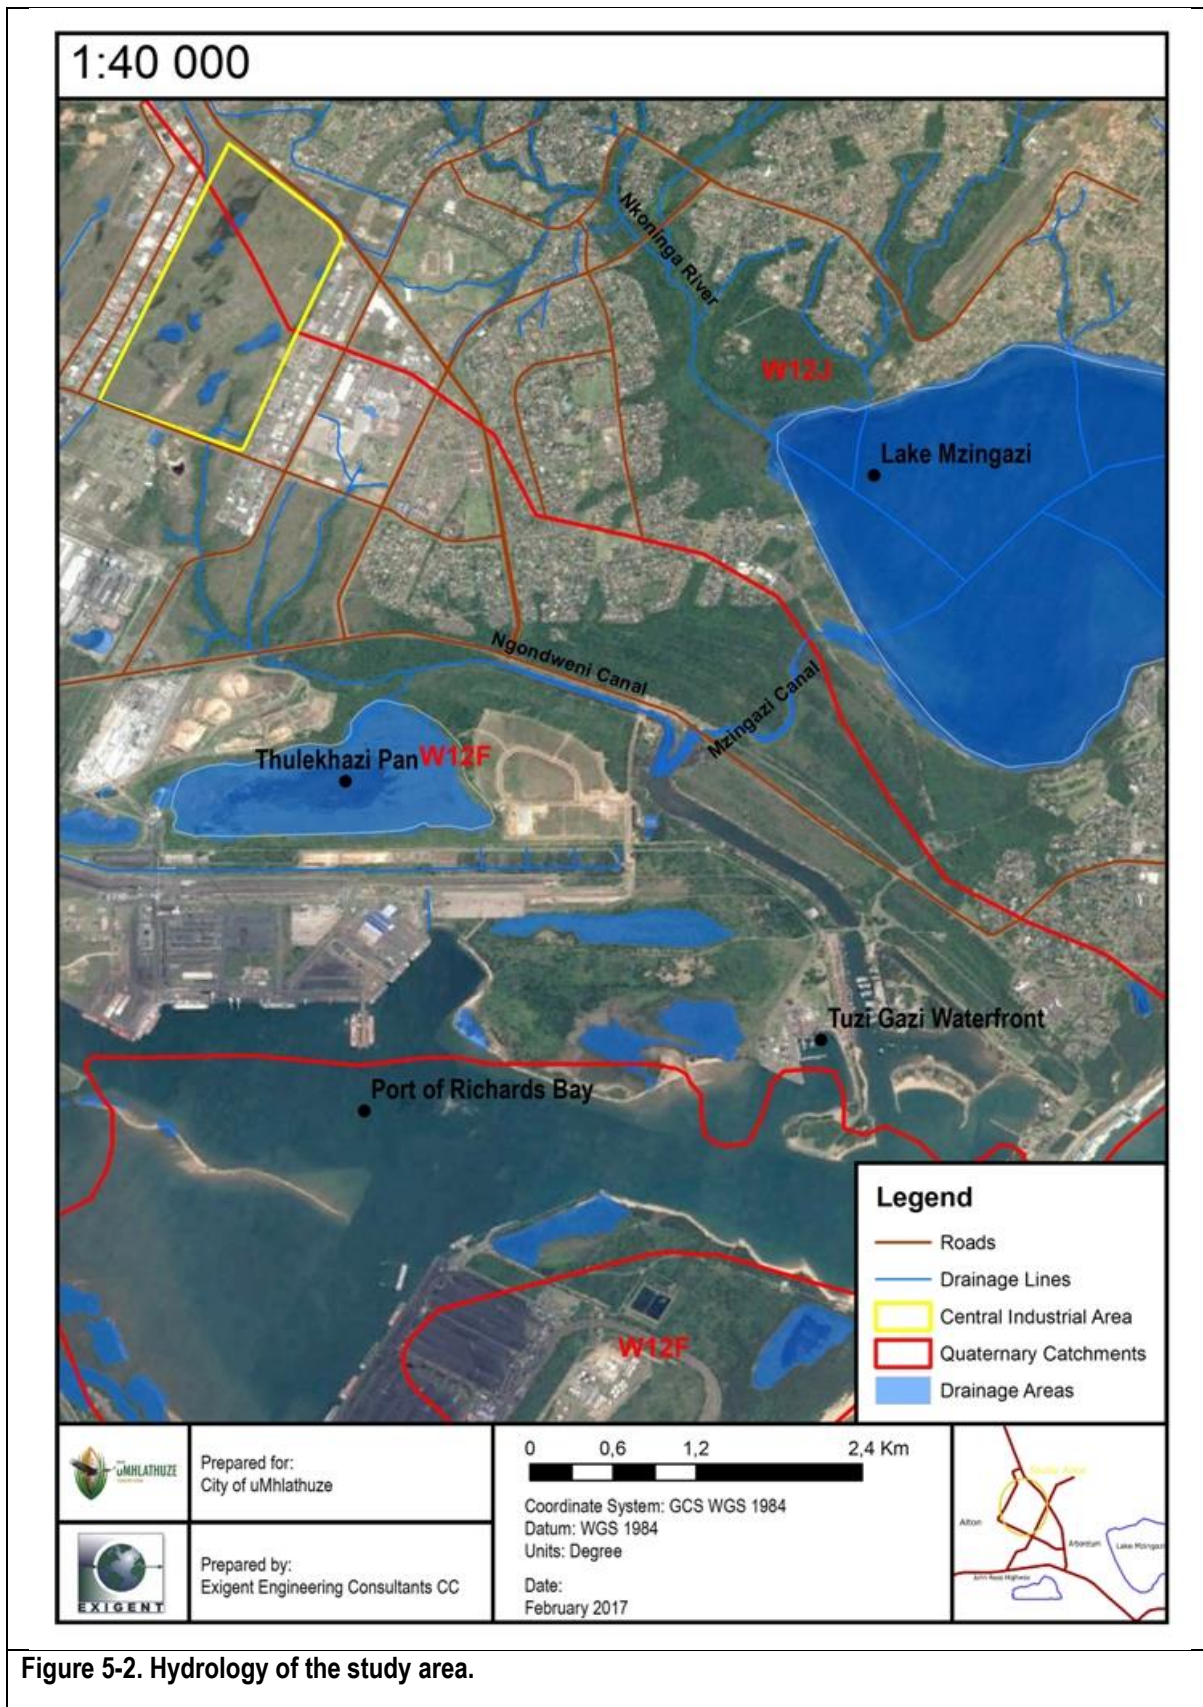 1:40 000
Nkoninga River
W12J
Lake Mzingazi
Ngondweni Canal
Mzingazi Canal
Thulekhazi Pan
W12F
Tuzi Gazi Waterfront
Port of Richards Bay
W12F
Legend
Roads
Drainage Lines
Central Industrial Area
Quaternary Catchments
Drainage Areas
uMHLATHUZE
Prepared for:
City of uMhlathuze
EXIGENT
Prepared by:
Exigent Engineering Consultants CC
0 0,6 1,2 2,4 Km
Coordinate System: GCS WGS 1984
Datum: WGS 1984
Units: Degree
Date:
February 2017
Study Area
Alton
Arboretum
Lake Mzingazi
John Ross Highway
Figure 5-2. Hydrology of the study area.